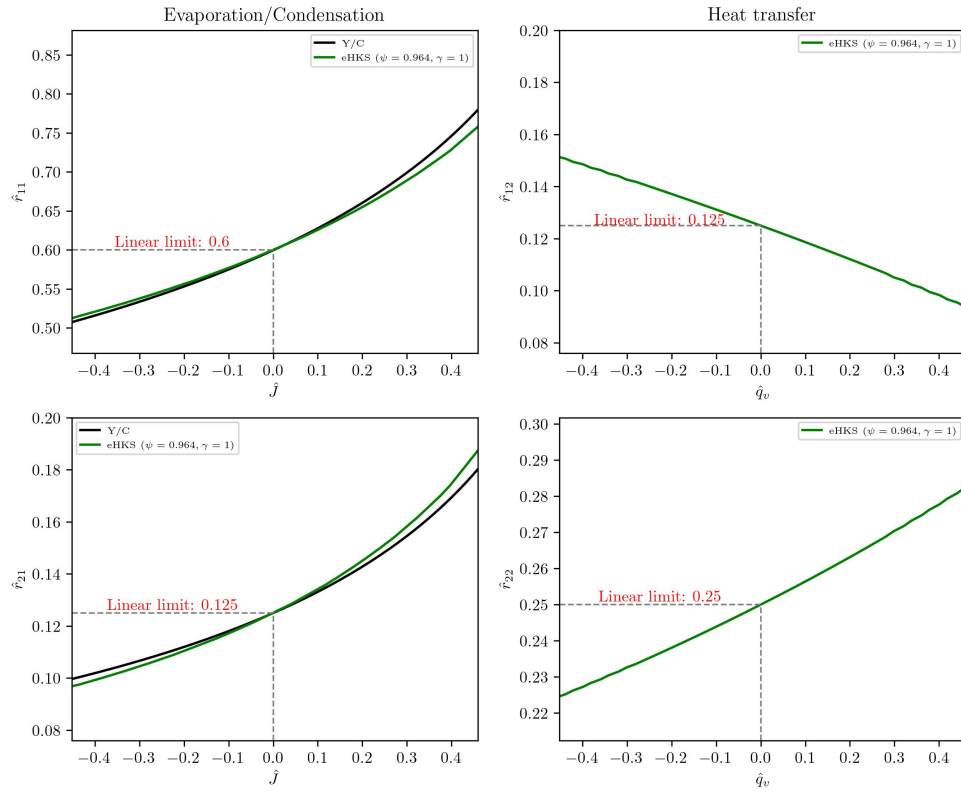 Evaporation/Condensation
0.85
0.80
0.75
0.70
0.65
0.60
0.55
0.50
r̂₁₁
Y/C
eHKS (ψ = 0.964, γ = 1)
Linear limit: 0.6
−0.4 −0.3 −0.2 −0.1 0.0 0.1 0.2 0.3 0.4
Ĵ
Heat transfer
0.20
0.18
0.16
0.14
0.12
0.10
0.08
r̂₁₂
eHKS (ψ = 0.964, γ = 1)
Linear limit: 0.125
−0.4 −0.3 −0.2 −0.1 0.0 0.1 0.2 0.3 0.4
q̂ᵥ
0.20
0.18
0.16
0.14
0.12
0.10
0.08
r̂₂₁
Y/C
eHKS (ψ = 0.964, γ = 1)
Linear limit: 0.125
−0.4 −0.3 −0.2 −0.1 0.0 0.1 0.2 0.3 0.4
Ĵ
0.30
0.29
0.28
0.27
0.26
0.25
0.24
0.23
0.22
r̂₂₂
eHKS (ψ = 0.964, γ = 1)
Linear limit: 0.25
−0.4 −0.3 −0.2 −0.1 0.0 0.1 0.2 0.3 0.4
q̂ᵥ